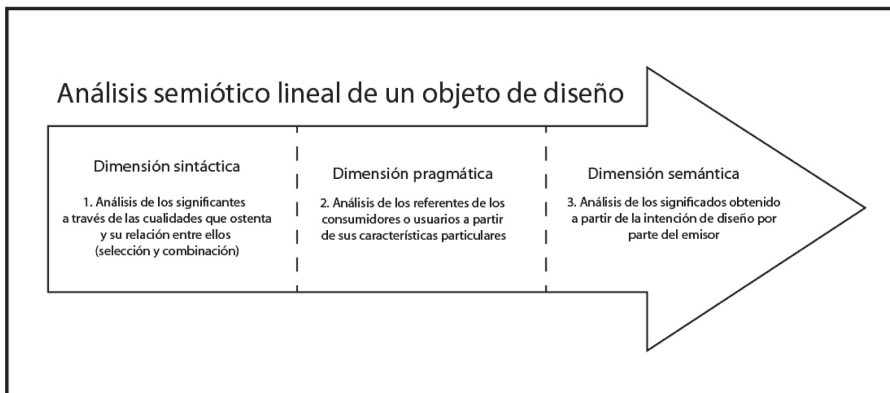 Análisis semiótico lineal de un objeto de diseño
Dimensión sintáctica
1. Análisis de los significantes
a través de las cualidades que ostenta
y su relación entre ellos
(selección y combinación)
Dimensión pragmática
2. Análisis de los referentes de los
consumidores o usuarios a partir
de sus características particulares
Dimensión semántica
3. Análisis de los significados obtenido
a partir de la intención de diseño por
parte del emisor